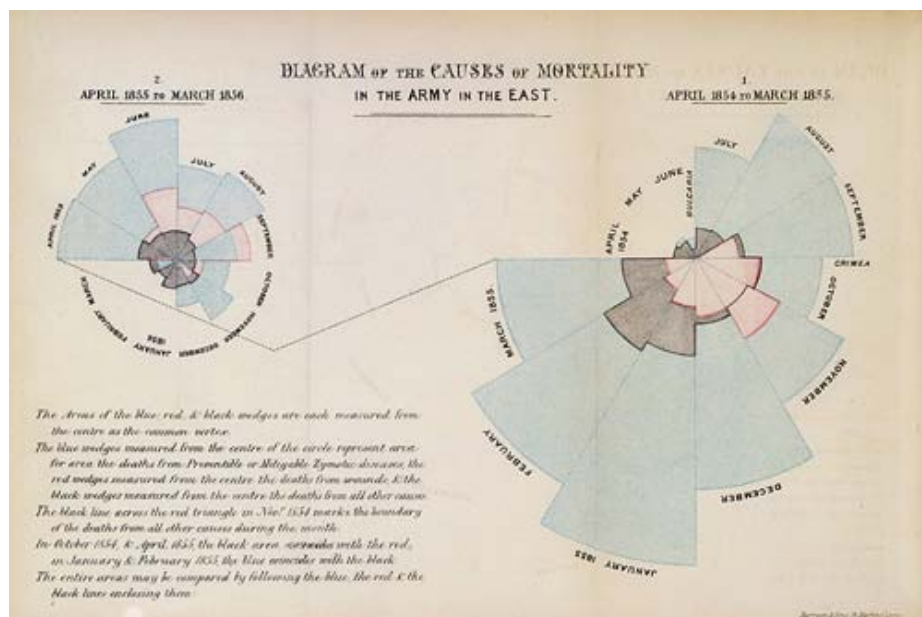 DIAGRAM OF THE CAUSES OF MORTALITY
IN THE ARMY IN THE EAST.
2.
APRIL 1855 TO MARCH 1856
1.
APRIL 1854 TO MARCH 1855.
APRIL 1855
MAY
JUNE
JULY
AUGUST
SEPTEMBER
OCTOBER
NOVEMBER
DECEMBER
JANUARY 1856
FEBRUARY
MARCH
APRIL 1854
MAY
JUNE
BULGARIA
JULY
AUGUST
SEPTEMBER
CRIMEA
OCTOBER
NOVEMBER
DECEMBER
JANUARY 1855
FEBRUARY
MARCH 1855.
The Areas of the blue, red, & black wedges are each measured from
the centre as the common vertex.
The blue wedges measured from the centre of the circle represent area
for area the deaths from Preventible or Mitigable Zymotic diseases, the
red wedges measured from the centre the deaths from wounds, & the
black wedges measured from the centre the deaths from all other causes
The black line across the red triangle in Nov.r 1854 marks the boundary
of the deaths from all other causes during the month.
In October 1854, & April, 1855, the black area coincides with the red,
in January & February 1855, the blue coincides with the black.
The entire areas may be compared by following the blue, the red & the
black lines enclosing them.